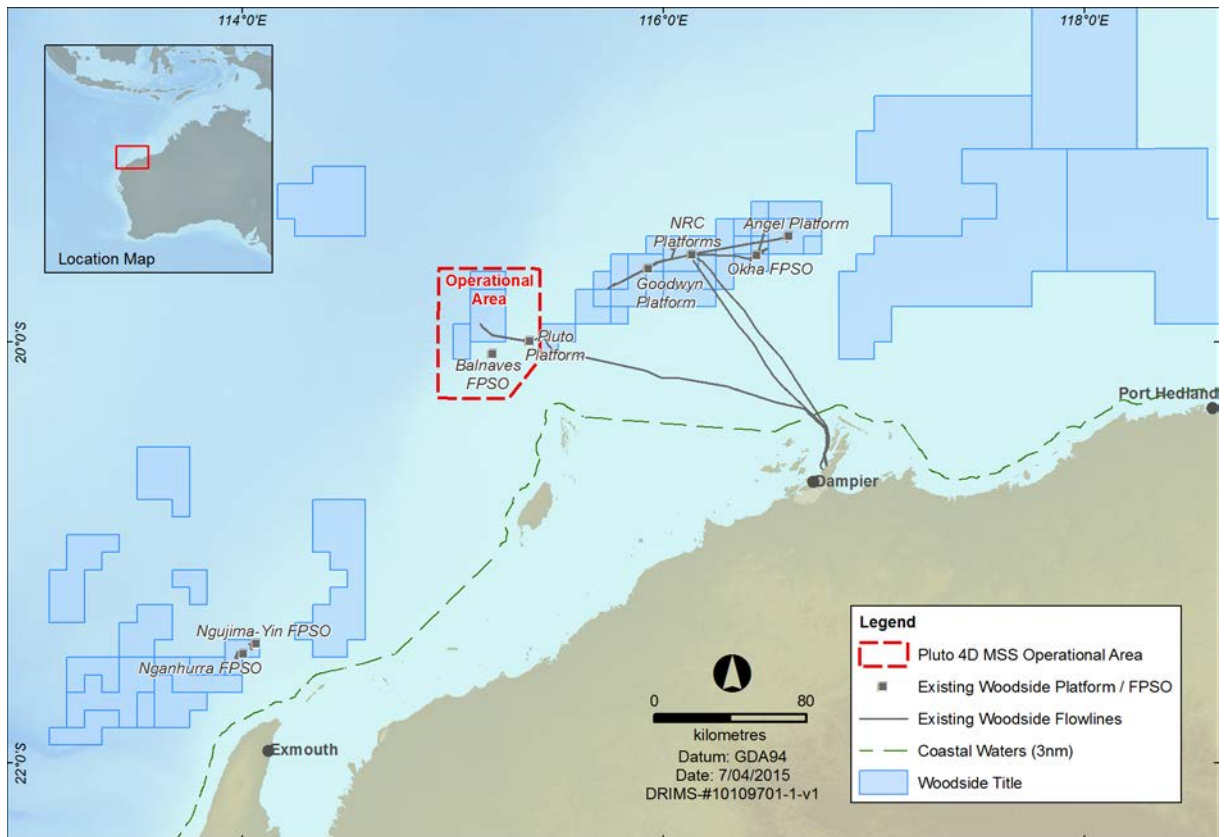 114°0'E
116°0'E
118°0'E
Location Map
NRC
Platforms
Angel Platform
Okha FPSO
Goodwyn
Platform
Operational
Area
20°0'S
Pluto
Platform
Balnaves
FPSO
Port Hedland
Dampier
Ngujima-Yin FPSO
Nganhurra FPSO
Exmouth
22°0'S
0
80
kilometres
Datum: GDA94
Date: 7/04/2015
DRIMS-#10109701-1-v1
Legend
Pluto 4D MSS Operational Area
Existing Woodside Platform / FPSO
Existing Woodside Flowlines
Coastal Waters (3nm)
Woodside Title